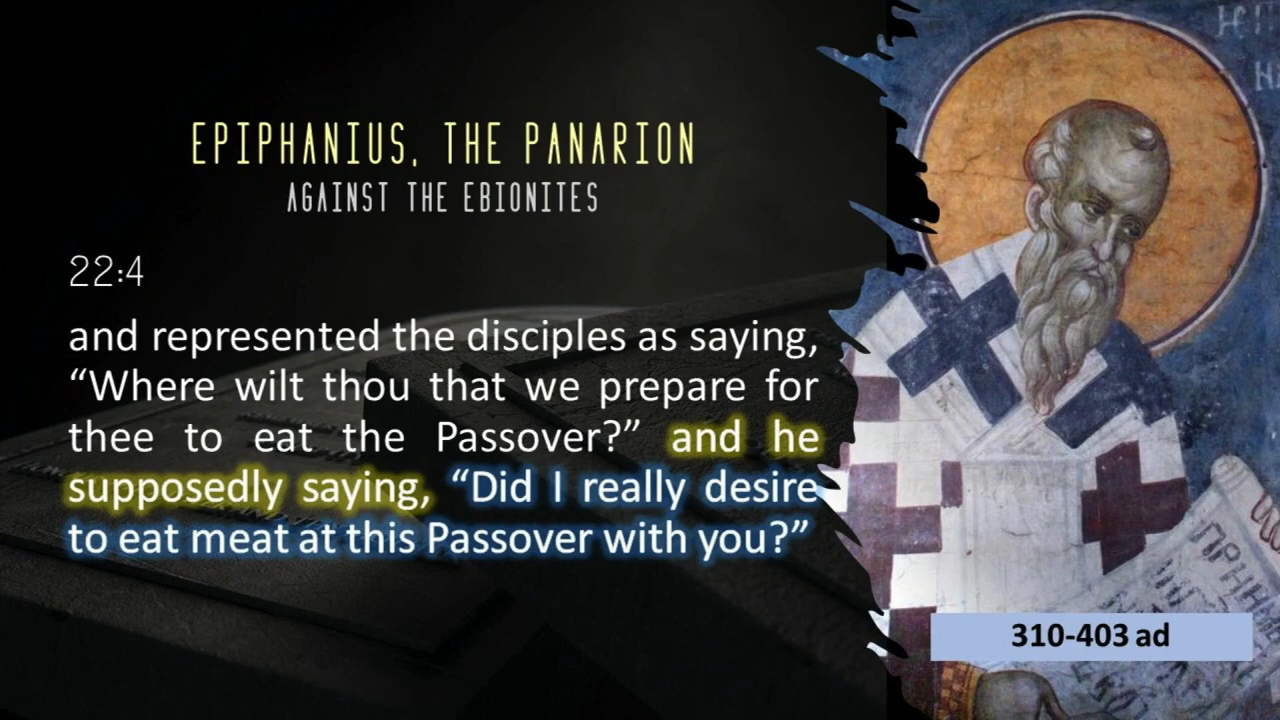 EPIPHANIUS, THE PANARION
AGAINST THE EBIONITES
22:4
and represented the disciples as saying,
“Where wilt thou that we prepare for
thee to eat the Passover?” and he
supposedly saying, “Did I really desire
to eat meat at this Passover with you?”
310-403 ad